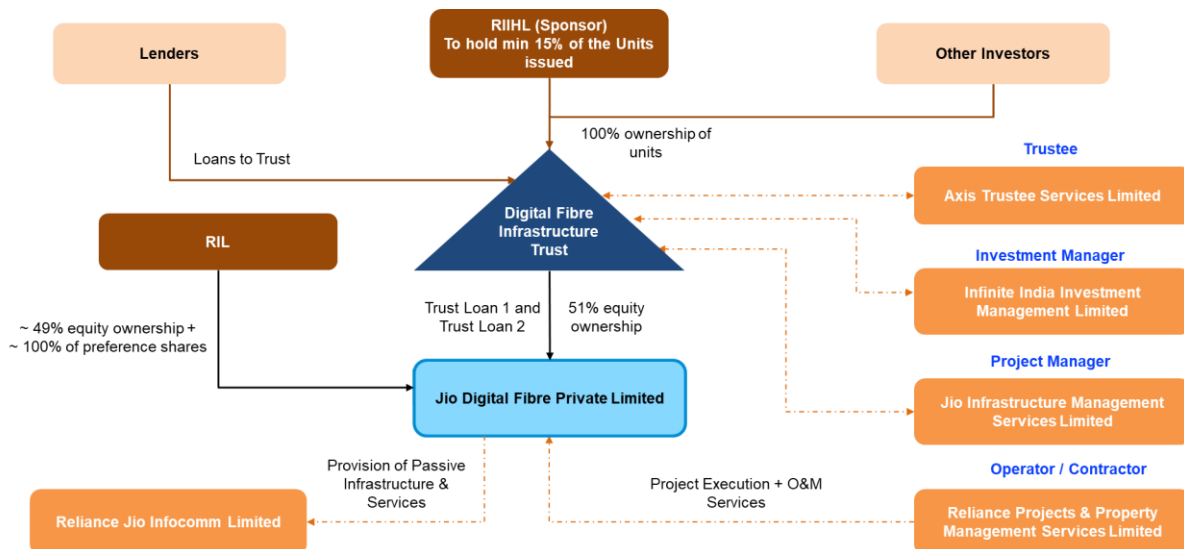 Lenders
RIIHL (Sponsor)
To hold min 15% of the Units
issued
Other Investors
100% ownership of
units
Loans to Trust
Trustee
Axis Trustee Services Limited
Digital Fibre
Infrastructure
Trust
RIL
Investment Manager
Infinite India Investment
Management Limited
Trust Loan 1 and
Trust Loan 2
51% equity
ownership
~ 49% equity ownership +
~ 100% of preference shares
Project Manager
Jio Infrastructure Management
Services Limited
Jio Digital Fibre Private Limited
Provision of Passive
Infrastructure &
Services
Project Execution + O&M
Services
Operator / Contractor
Reliance Jio Infocomm Limited
Reliance Projects & Property
Management Services Limited